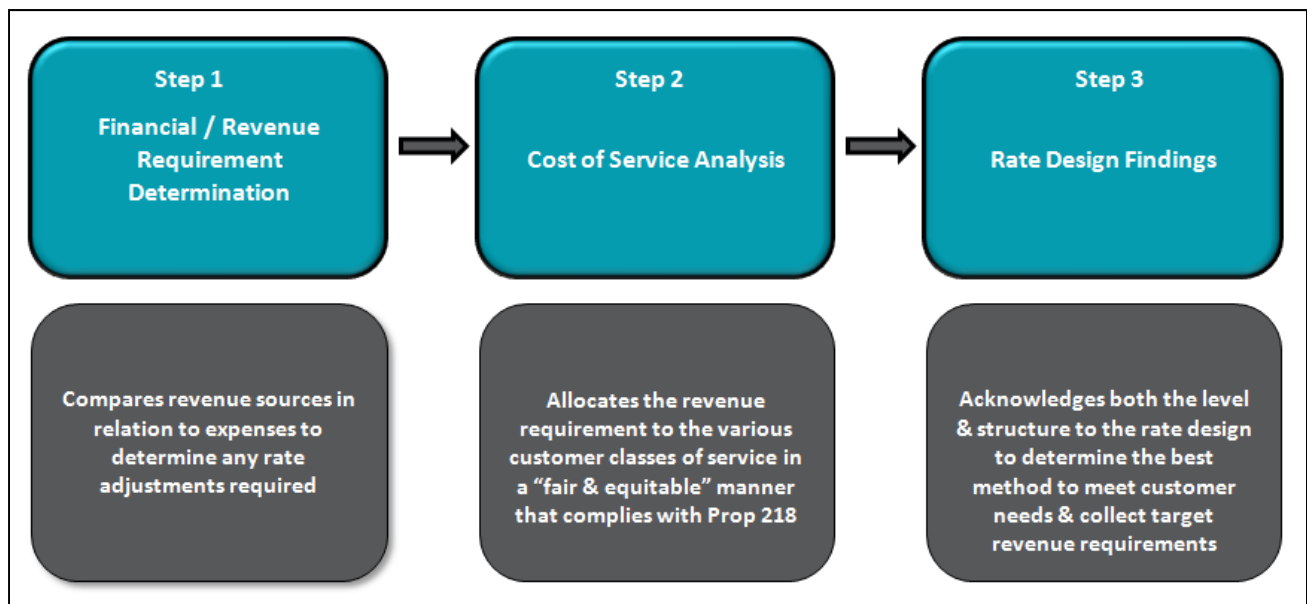 Step 1
Financial / Revenue
Requirement
Determination
Step 2
Cost of Service Analysis
Step 3
Rate Design Findings
Compares revenue sources in
relation to expenses to
determine any rate
adjustments required
Allocates the revenue
requirement to the various
customer classes of service in
a “fair & equitable” manner
that complies with Prop 218
Acknowledges both the level
& structure to the rate design
to determine the best
method to meet customer
needs & collect target
revenue requirements